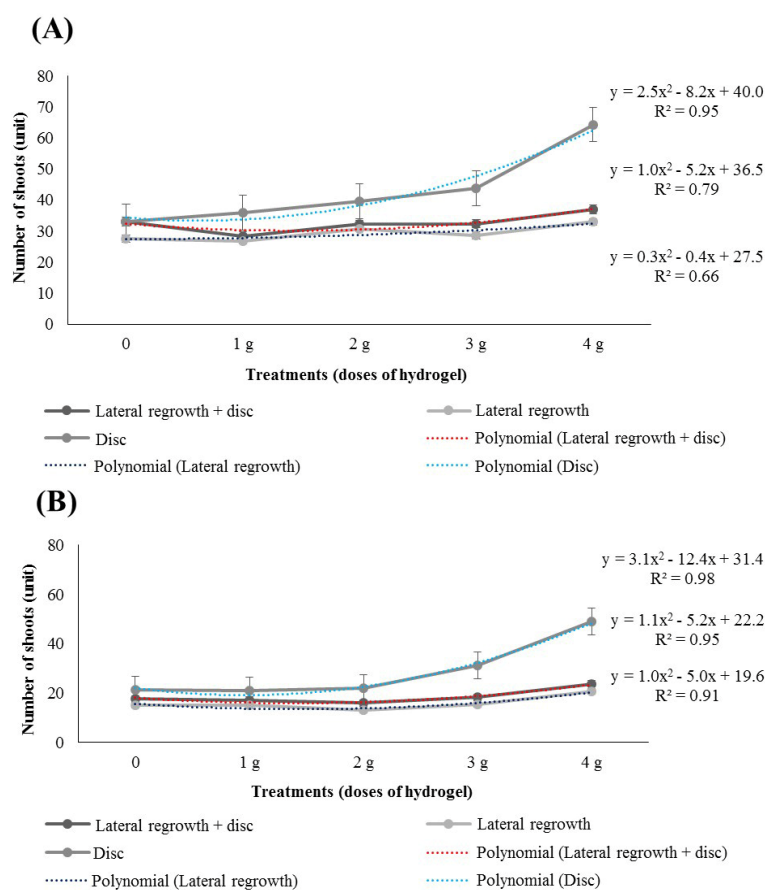 (A)
80
70
60
50
40
30
20
10
0
Number of shoots (unit)
y = 2.5x² - 8.2x + 40.0
R² = 0.95
y = 1.0x² - 5.2x + 36.5
R² = 0.79
y = 0.3x² - 0.4x + 27.5
R² = 0.66
0 1 g 2 g 3 g 4 g
Treatments (doses of hydrogel)
Lateral regrowth + disc Lateral regrowth
Disc Polynomial (Lateral regrowth + disc)
Polynomial (Lateral regrowth) Polynomial (Disc)
(B)
80
60
40
20
0
Number of shoots (unit)
y = 3.1x² - 12.4x + 31.4
R² = 0.98
y = 1.1x² - 5.2x + 22.2
R² = 0.95
y = 1.0x² - 5.0x + 19.6
R² = 0.91
0 1 g 2 g 3 g 4 g
Treatments (doses of hydrogel)
Lateral regrowth + disc Lateral regrowth
Disc Polynomial (Lateral regrowth + disc)
Polynomial (Lateral regrowth) Polynomial (Disc)